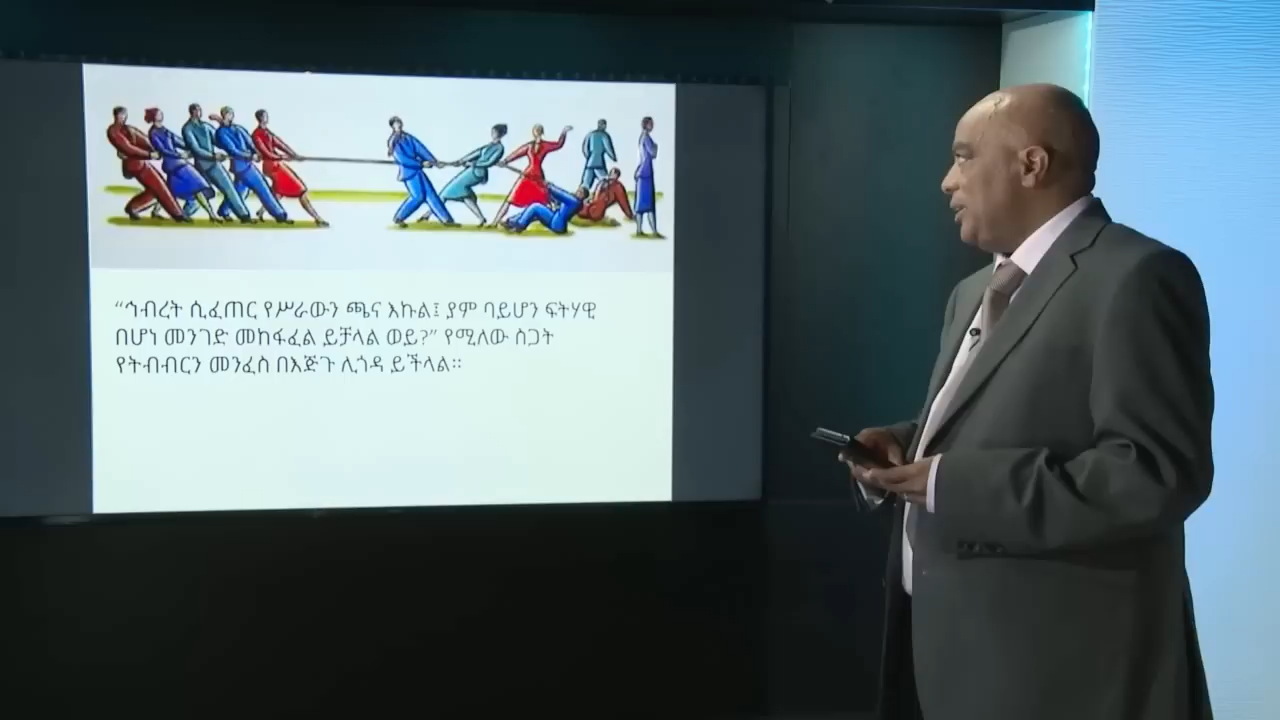 “ኅብረት ሲፈጠር የሥራውን ጫና እኩል፤ ያም ባይሆን ፍትሃዊ
በሆነ መንገድ መከፋፈል ይቻላል ወይ?” የሚለው ስጋት
የትብብርን መንፈስ በእጅጉ ሊጎዳ ይችላል።